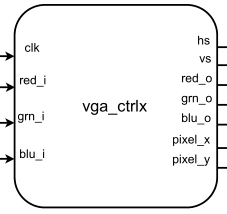 clk
red_i
grn_i
blu_i
vga_ctrlx
hs
vs
red_o
grn_o
blu_o
pixel_x
pixel_y